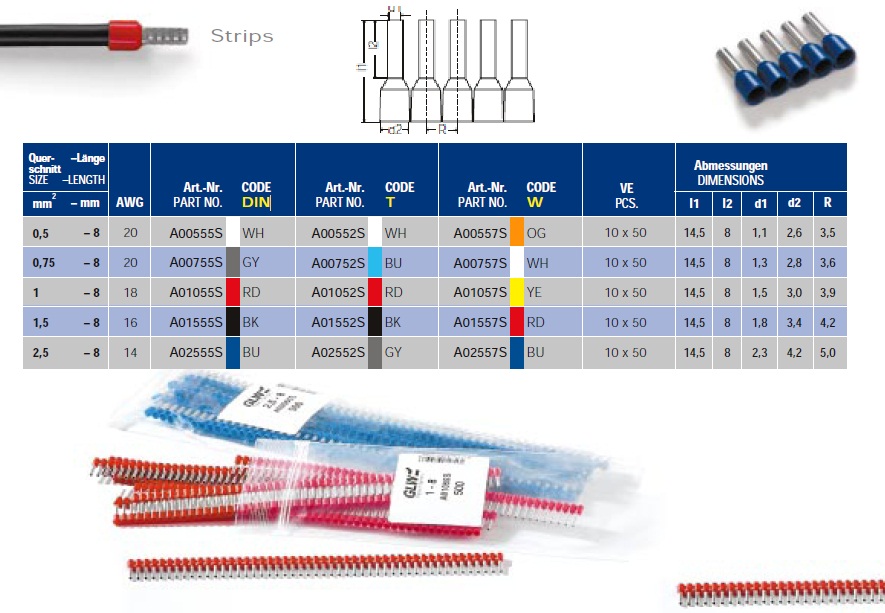 Strips
d1
l2
l1
d2
R
Quer- –Länge
schnitt
SIZE –LENGTH
mm² – mm
AWG
Art.-Nr. CODE
PART NO. DIN
Art.-Nr. CODE
PART NO. T
Art.-Nr. CODE
PART NO. W
VE
PCS.
Abmessungen
DIMENSIONS
l1 l2 d1 d2 R
0,5 – 8 20 A00555S WH A00552S WH A00557S OG 10 x 50 14,5 8 1,1 2,6 3,5
0,75 – 8 20 A00755S GY A00752S BU A00757S WH 10 x 50 14,5 8 1,3 2,8 3,6
1 – 8 18 A01055S RD A01052S RD A01057S YE 10 x 50 14,5 8 1,5 3,0 3,9
1,5 – 8 16 A01555S BK A01552S BK A01557S RD 10 x 50 14,5 8 1,8 3,4 4,2
2,5 – 8 14 A02555S BU A02552S GY A02557S BU 10 x 50 14,5 8 2,3 4,2 5,0
GLW
2,5 - 8
500
GLW
1 - 8
500